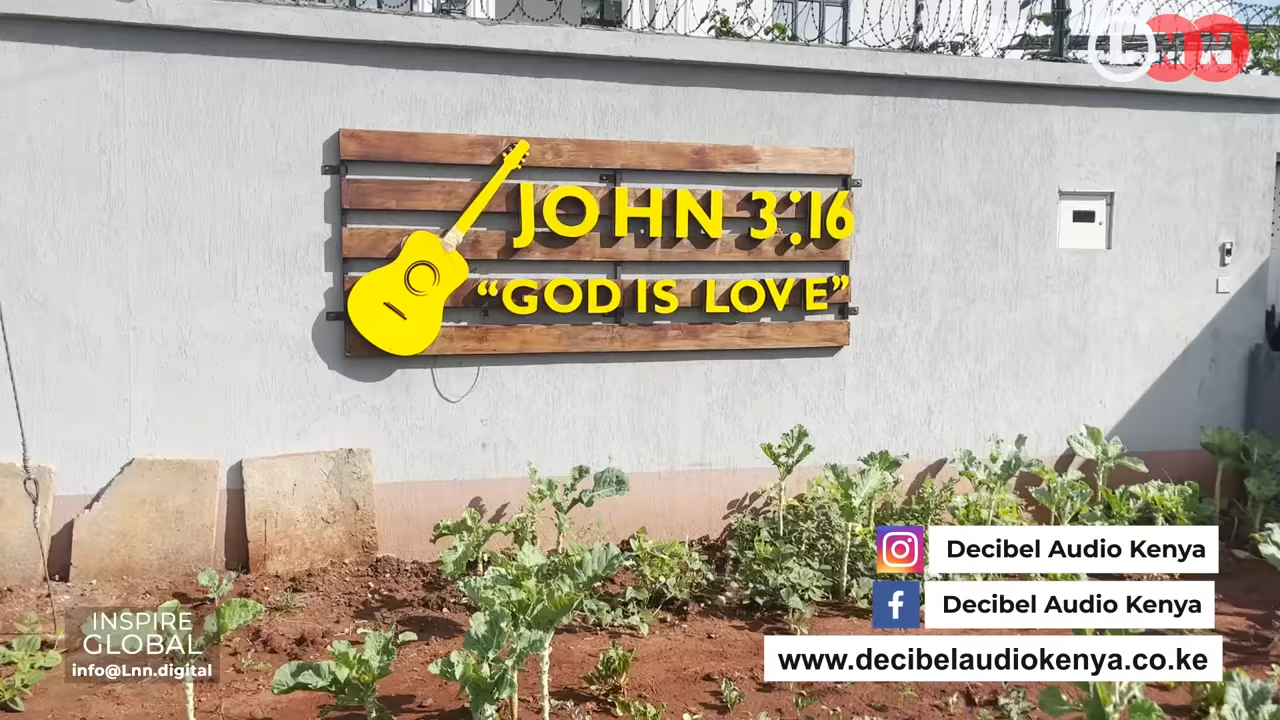 LNN
JOHN 3:16
“GOD IS LOVE”
Decibel Audio Kenya
Decibel Audio Kenya
www.decibelaudiokenya.co.ke
INSPIRE
GLOBAL
info@Lnn.digital